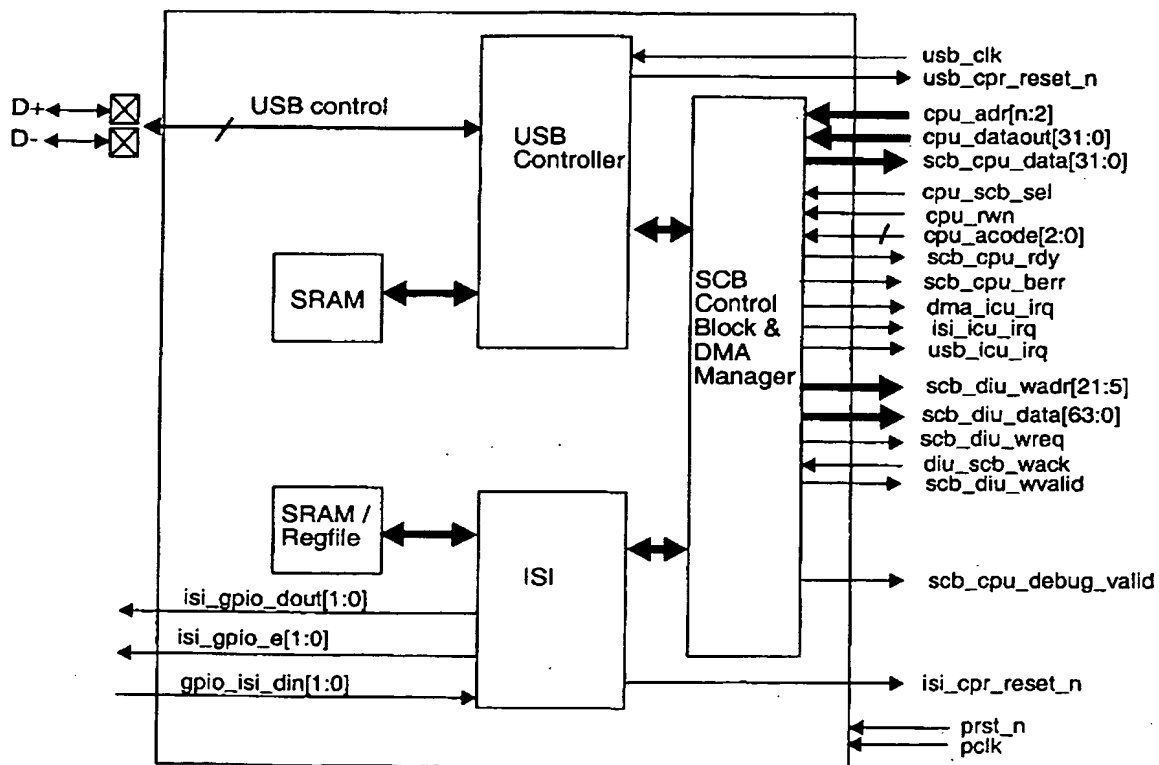 usb_clk
usb_cpr_reset_n
D+
D-
USB control
USB
Controller
cpu_adr[n:2]
cpu_dataout[31:0]
scb_cpu_data[31:0]
cpu_scb_sel
cpu_rwn
cpu_acode[2:0]
scb_cpu_rdy
scb_cpu_berr
dma_icu_irq
isi_icu_irq
usb_icu_irq
SRAM
SCB
Control
Block &
DMA
Manager
scb_diu_wadr[21:5]
scb_diu_data[63:0]
scb_diu_wreq
diu_scb_wack
scb_diu_wvalid
SRAM /
Regfile
ISI
scb_cpu_debug_valid
isi_gpio_dout[1:0]
isi_gpio_e[1:0]
gpio_isi_din[1:0]
isi_cpr_reset_n
prst_n
pclk